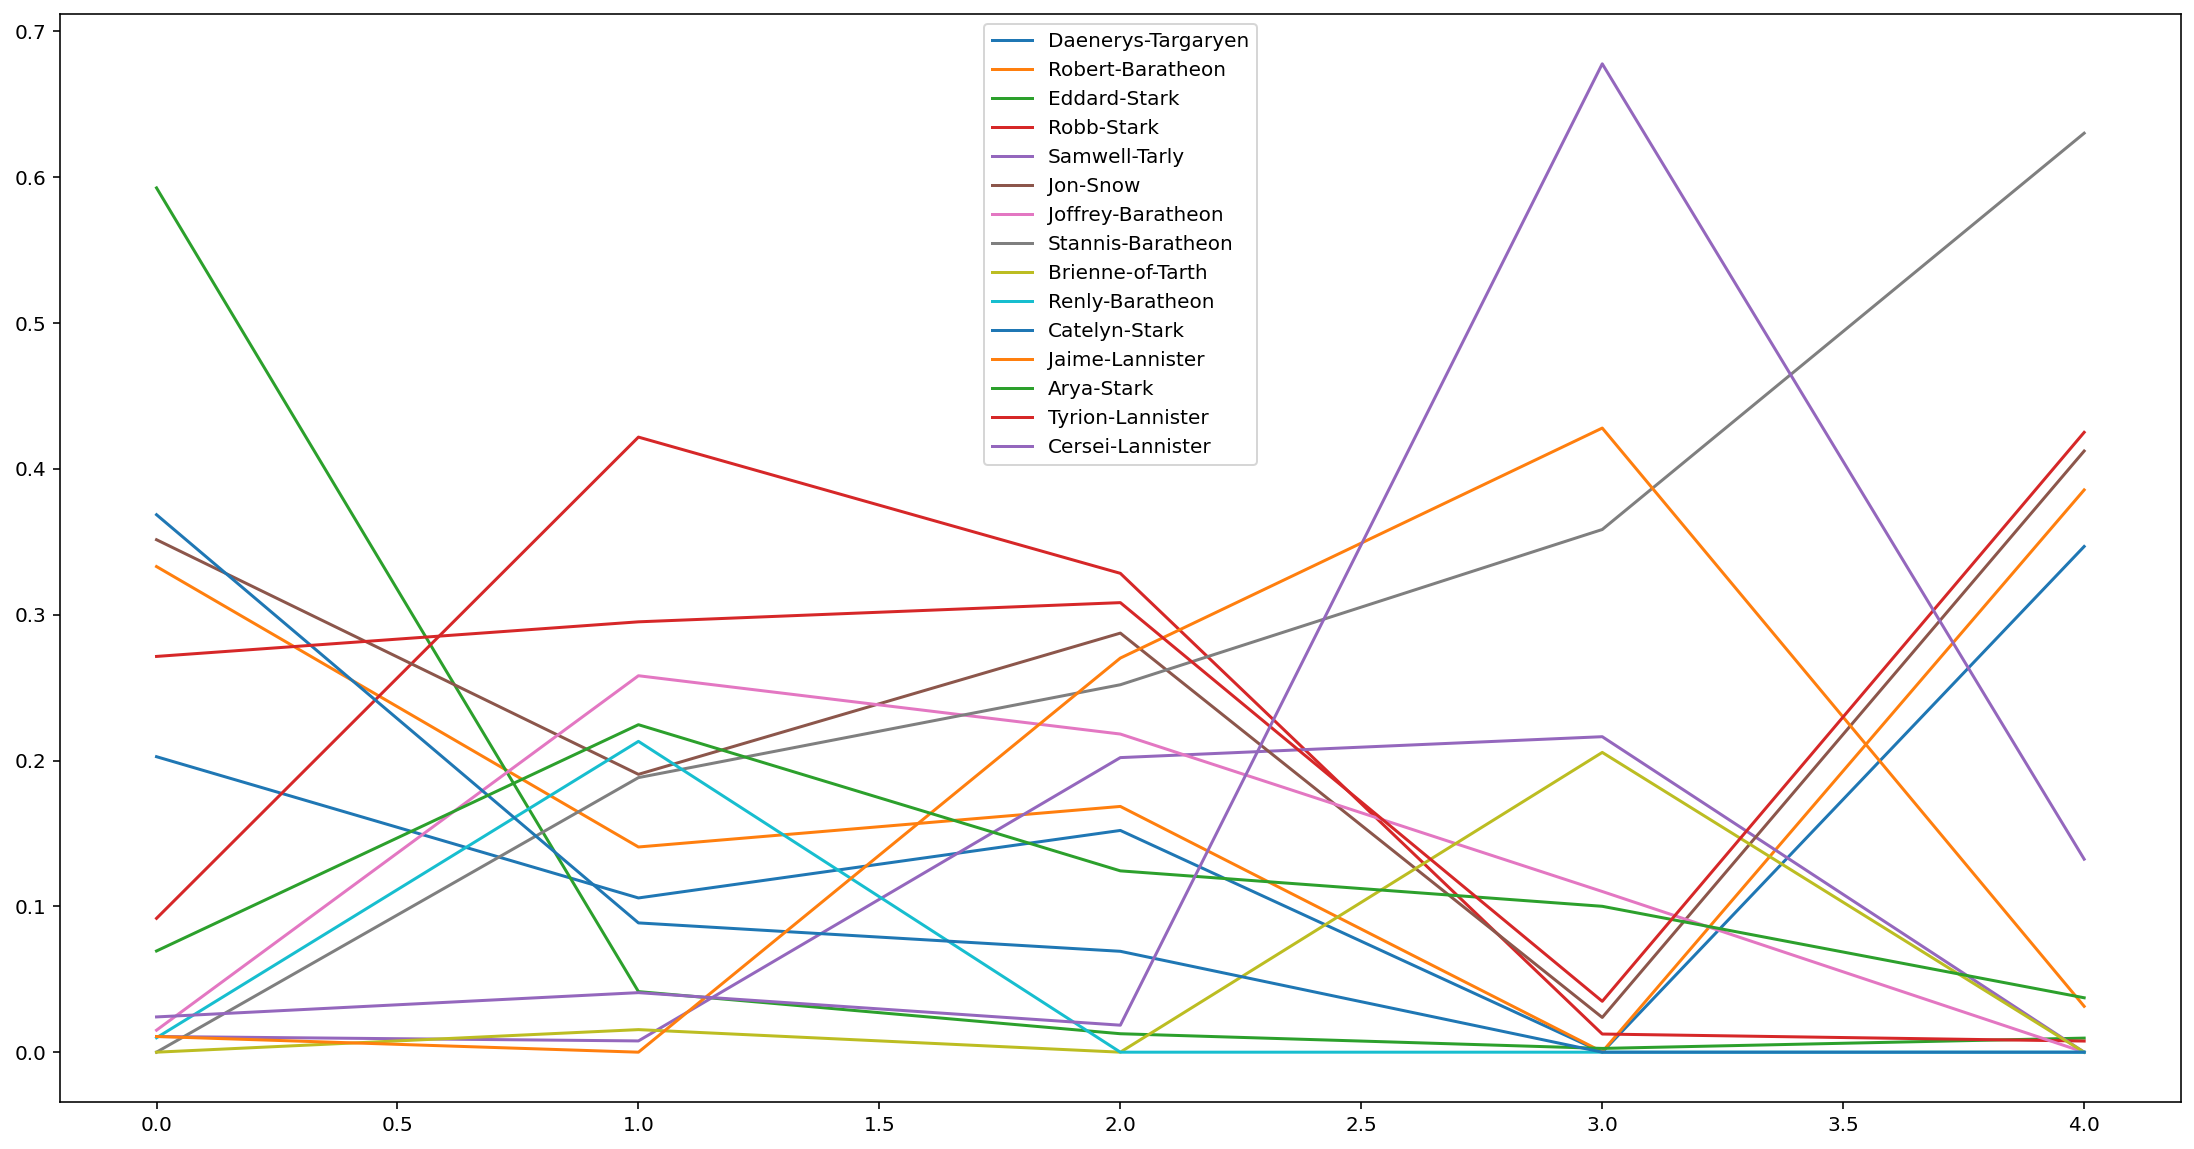 0.7
0.6
0.5
0.4
0.3
0.2
0.1
0.0
Daenerys-Targaryen
Robert-Baratheon
Eddard-Stark
Robb-Stark
Samwell-Tarly
Jon-Snow
Joffrey-Baratheon
Stannis-Baratheon
Brienne-of-Tarth
Renly-Baratheon
Catelyn-Stark
Jaime-Lannister
Arya-Stark
Tyrion-Lannister
Cersei-Lannister
0.0 0.5 1.0 1.5 2.0 2.5 3.0 3.5 4.0